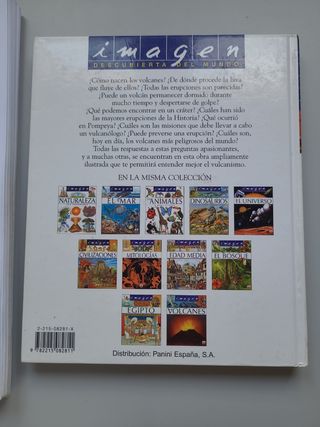 imagen
DESCUBIERTA DEL MUNDO
¿Cómo nacen los volcanes? ¿De dónde procede la lava
que fluye de ellos? ¿Todas las erupciones son parecidas?
¿Puede un volcán permanecer dormido durante
mucho tiempo y despertarse de golpe?
¿Qué podemos encontrar en un cráter? ¿Cuáles han sido
las mayores erupciones de la Historia? ¿Qué ocurrió
en Pompeya? ¿Cuáles son las misiones que debe llevar a cabo
un vulcanólogo? ¿Puede preverse una erupción? ¿Cuáles son,
hoy en día, los volcanes más peligrosos del mundo?
Todas las respuestas a estas preguntas apasionantes,
y a muchas otras, se encuentran en esta obra ampliamente
ilustrada que te permitirá entender mejor el vulcanismo.
EN LA MISMA COLECCIÓN
NATURALEZA
EL MAR
ANIMALES
DINOSAURIOS
EL UNIVERSO
CIVILIZACIONES
MITOLOGÍAS
EDAD MEDIA
EL BOSQUE
EGIPTO
VOLCANES
2-215-08281-X
9 782215 082811
Distribución: Panini España, S.A.